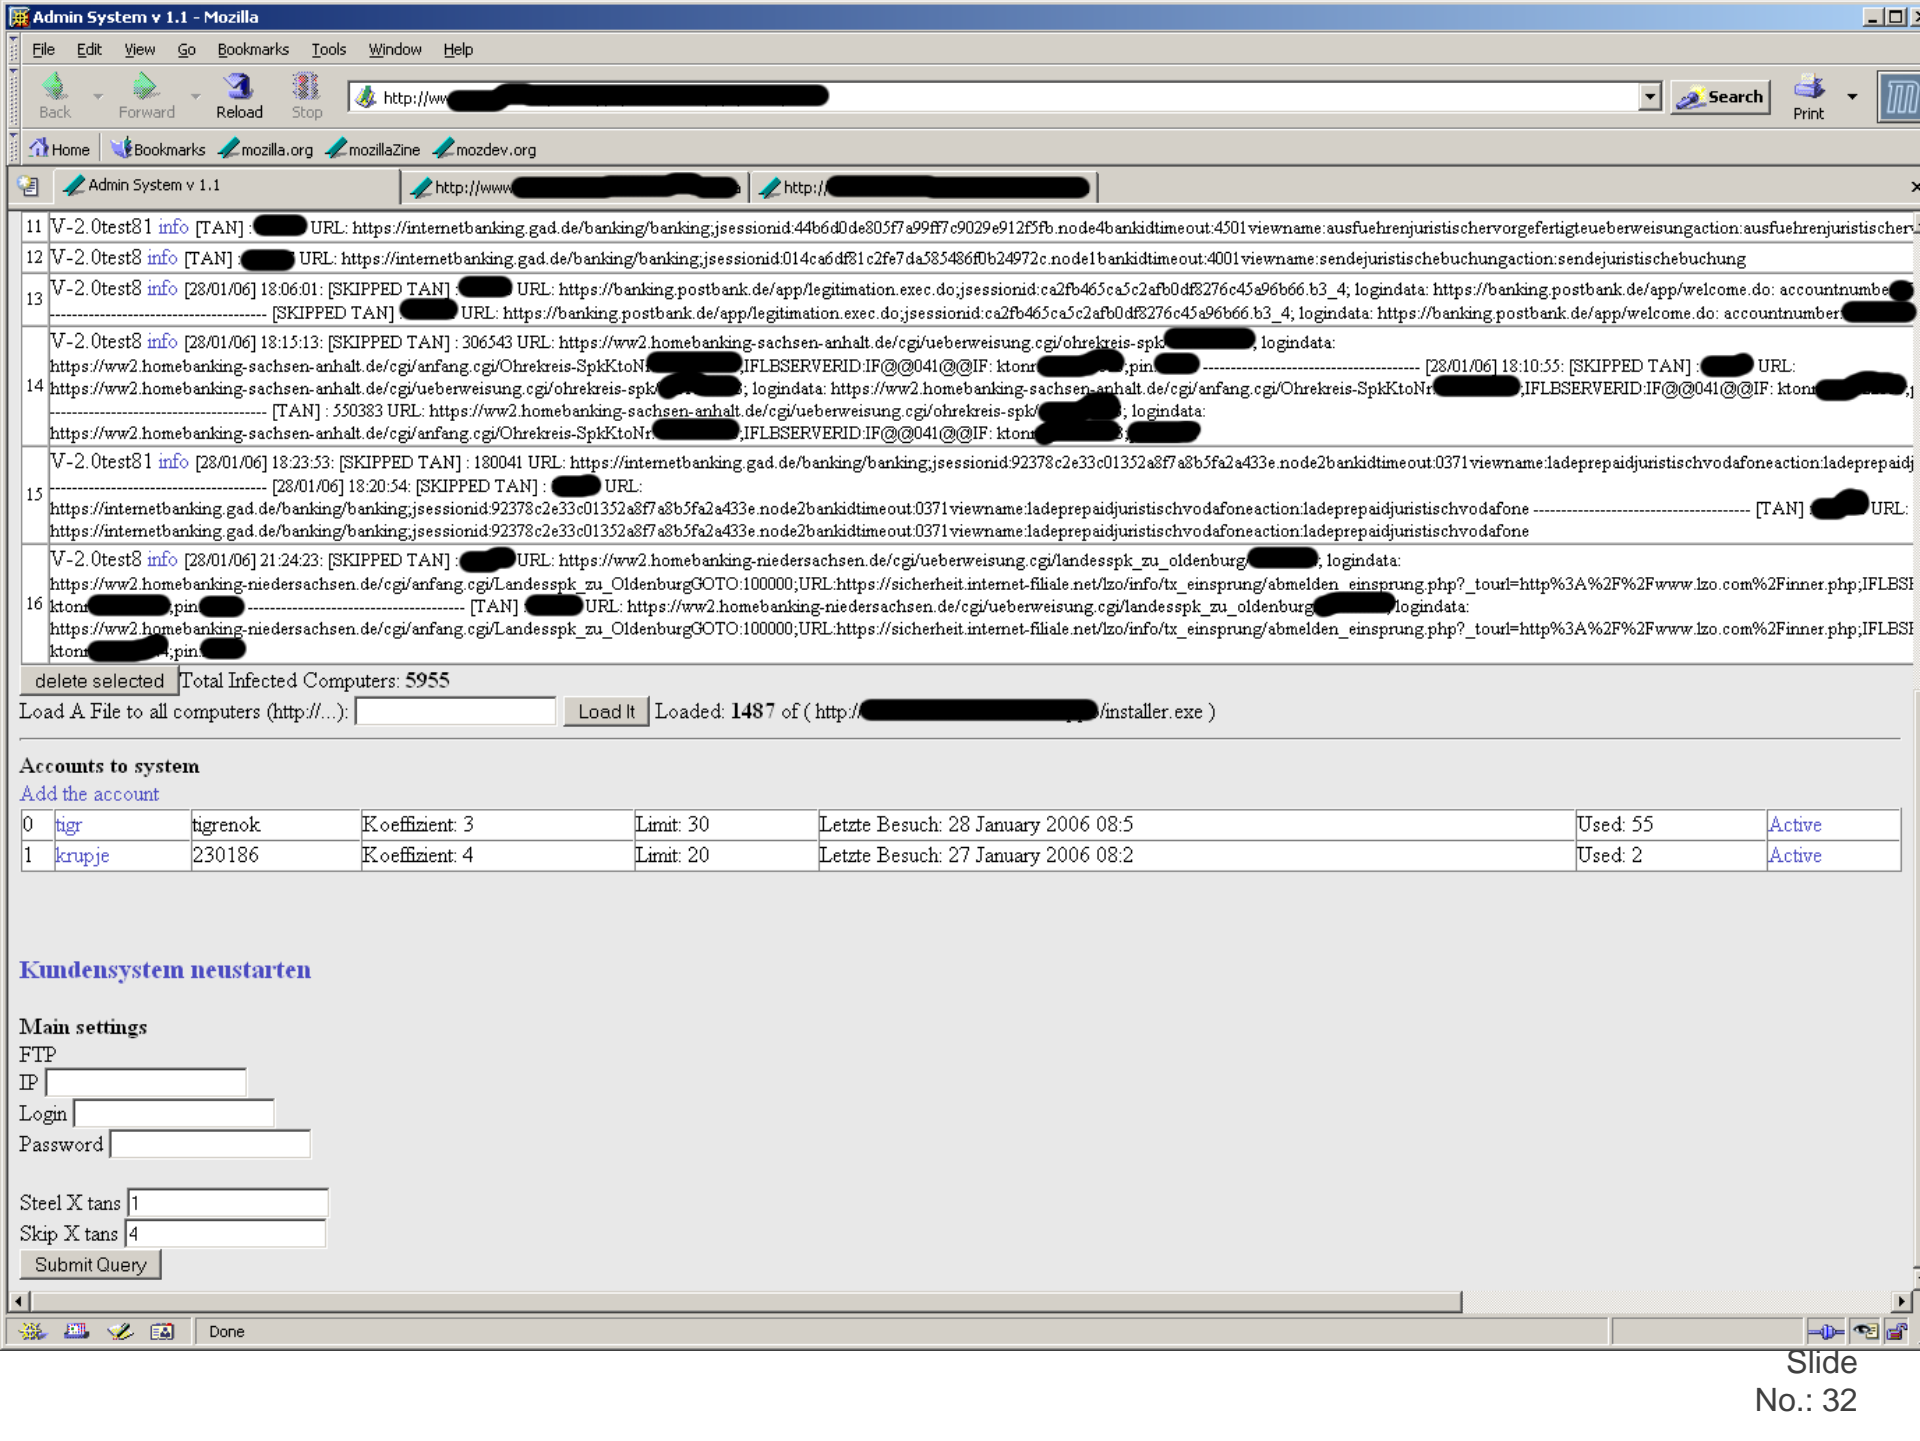 Admin System v 1.1 - Mozilla
File Edit View Go Bookmarks Tools Window Help
Back Forward Reload Stop http://ww Search Print
Home Bookmarks mozilla.org mozillaZine mozdev.org
Admin System v 1.1 http://www http://
11 V-2.0test81 info [TAN] : URL: https://internetbanking.gad.de/banking/banking;jsessionid:44b6d0de805f7a99ff7c9029e912f5fb.node4bankidtimeout:4501viewname:ausfuehrenjuristischervorgefertigteueberweisungaction:ausfuehrenjuristischerv
12 V-2.0test8 info [TAN] : URL: https://internetbanking.gad.de/banking/banking;jsessionid:014ca6df81c2fe7da585486f0b24972c.node1bankidtimeout:4001viewname:sendejuristischebuchungaction:sendejuristischebuchung
13 V-2.0test8 info [28/01/06] 18:06:01: [SKIPPED TAN] : URL: https://banking.postbank.de/app/legitimation.exec.do;jsessionid:ca2fb465ca5c2afb0df8276c45a96b66.b3_4; logindata: https://banking.postbank.de/app/welcome.do: accountnumbe
------------------------------------- [SKIPPED TAN] URL: https://banking.postbank.de/app/legitimation.exec.do;jsessionid:ca2fb465ca5c2afb0df8276c45a96b66.b3_4; logindata: https://banking.postbank.de/app/welcome.do: accountnumber:
14 V-2.0test8 info [28/01/06] 18:15:13: [SKIPPED TAN] : 306543 URL: https://ww2.homebanking-sachsen-anhalt.de/cgi/ueberweisung.cgi/ohrekreis-spk/ ; logindata:
https://ww2.homebanking-sachsen-anhalt.de/cgi/anfang.cgi/Ohrekreis-SpkKtoNr ;IFLBSERVERID:IF@@041@@IF: ktonr ;pin: ------------------------------------- [28/01/06] 18:10:55: [SKIPPED TAN] : URL:
https://ww2.homebanking-sachsen-anhalt.de/cgi/ueberweisung.cgi/ohrekreis-spk/ ; logindata: https://ww2.homebanking-sachsen-anhalt.de/cgi/anfang.cgi/Ohrekreis-SpkKtoNr: ;IFLBSERVERID:IF@@041@@IF: ktonr ;p
------------------------------------- [TAN] : 550383 URL: https://ww2.homebanking-sachsen-anhalt.de/cgi/ueberweisung.cgi/ohrekreis-spk/ ; logindata:
https://ww2.homebanking-sachsen-anhalt.de/cgi/anfang.cgi/Ohrekreis-SpkKtoNr: ;IFLBSERVERID:IF@@041@@IF: ktonr ;
15 V-2.0test81 info [28/01/06] 18:23:53: [SKIPPED TAN] : 180041 URL: https://internetbanking.gad.de/banking/banking;jsessionid:92378c2e33c01352a8f7a8b5fa2a433e.node2bankidtimeout:0371viewname:ladeprepaidjuristischvodafoneaction:ladeprepaidj
------------------------------------- [28/01/06] 18:20:54: [SKIPPED TAN] : URL:
https://internetbanking.gad.de/banking/banking;jsessionid:92378c2e33c01352a8f7a8b5fa2a433e.node2bankidtimeout:0371viewname:ladeprepaidjuristischvodafoneaction:ladeprepaidjuristischvodafone ------------------------------------- [TAN] : URL:
https://internetbanking.gad.de/banking/banking;jsessionid:92378c2e33c01352a8f7a8b5fa2a433e.node2bankidtimeout:0371viewname:ladeprepaidjuristischvodafoneaction:ladeprepaidjuristischvodafone
16 V-2.0test8 info [28/01/06] 21:24:23: [SKIPPED TAN] : URL: https://ww2.homebanking-niedersachsen.de/cgi/ueberweisung.cgi/landesspk_zu_oldenburg/ ; logindata:
https://ww2.homebanking-niedersachsen.de/cgi/anfang.cgi/Landesspk_zu_OldenburgGOTO:100000;URL:https://sicherheit.internet-filiale.net/lzo/info/tx_einsprung/abmelden_einsprung.php?_tourl=http%3A%2F%2Fwww.lzo.com%2Finner.php;IFLBSE
ktonr ;pin: ------------------------------------- [TAN] : URL: https://ww2.homebanking-niedersachsen.de/cgi/ueberweisung.cgi/landesspk_zu_oldenburg logindata:
https://ww2.homebanking-niedersachsen.de/cgi/anfang.cgi/Landesspk_zu_OldenburgGOTO:100000;URL:https://sicherheit.internet-filiale.net/lzo/info/tx_einsprung/abmelden_einsprung.php?_tourl=http%3A%2F%2Fwww.lzo.com%2Finner.php;IFLBSE
ktonr ;pin:
delete selected Total Infected Computers: 5955
Load A File to all computers (http://...): Load It Loaded: 1487 of ( http:// /installer.exe )
Accounts to system
Add the account
0 tigr tigrenok Koeffizient: 3 Limit: 30 Letzte Besuch: 28 January 2006 08:5 Used: 55 Active
1 krupje 230186 Koeffizient: 4 Limit: 20 Letzte Besuch: 27 January 2006 08:2 Used: 2 Active
Kundensystem neustarten
Main settings
FTP
IP
Login
Password
Steel X tans 1
Skip X tans 4
Submit Query
Done
Slide
No.: 32